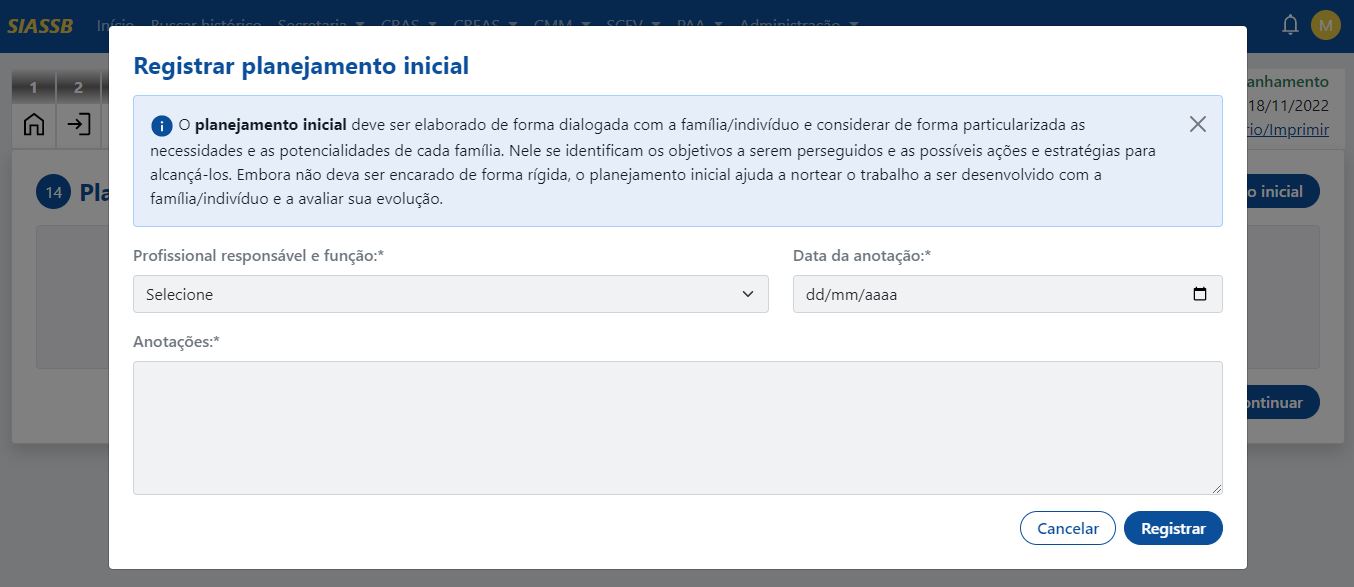 SIASSB Início Buscar histórico Secretaria CRAS CREAS CMM SCFV PAA Administração M
Registrar planejamento inicial
1 2
anhamento
O planejamento inicial deve ser elaborado de forma dialogada com a família/indivíduo e considerar de forma particularizada as
18/11/2022
necessidades e as potencialidades de cada família. Nele se identificam os objetivos a serem perseguidos e as possíveis ações e estratégias para
rio/Imprimir
alcançá-los. Embora não deva ser encarado de forma rígida, o planejamento inicial ajuda a nortear o trabalho a ser desenvolvido com a
família/indivíduo e a avaliar sua evolução.
14 Pla
o inicial
Profissional responsável e função:* Data da anotação:*
Selecione dd/mm/aaaa
Anotações:*
ontinuar
Cancelar Registrar